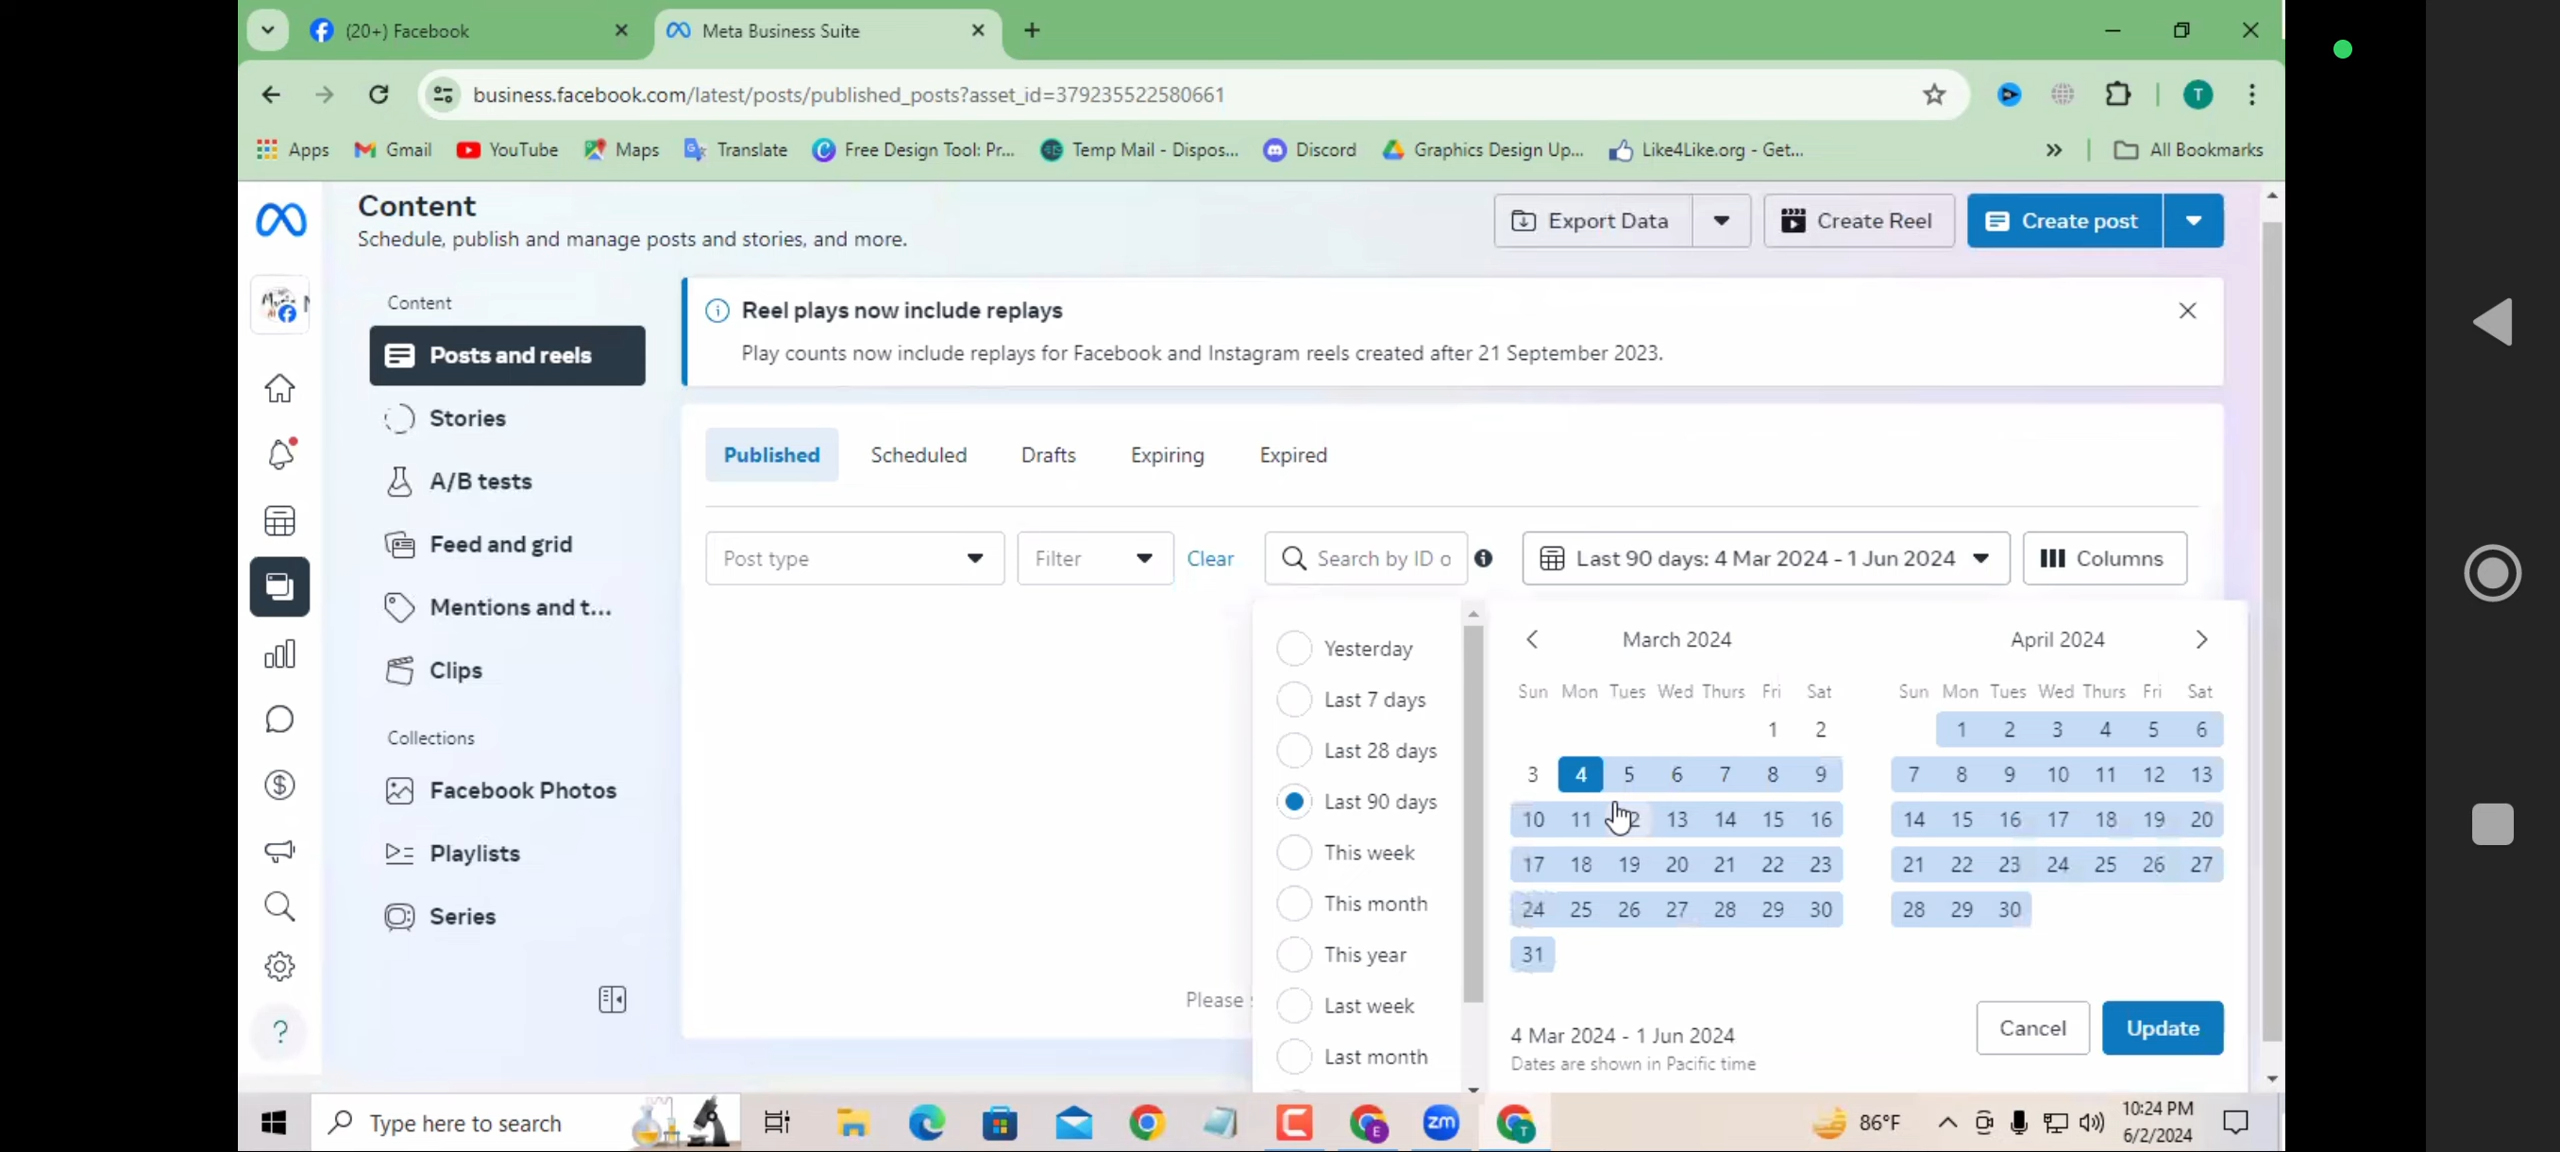 (20+) Facebook
Meta Business Suite
business.facebook.com/latest/posts/published_posts?asset_id=379235522580661
T
Apps
Gmail
YouTube
Maps
Translate
Free Design Tool: Pr...
Temp Mail - Dispos...
Discord
Graphics Design Up...
Like4Like.org - Get...
All Bookmarks
Content
Schedule, publish and manage posts and stories, and more.
Export Data
Create Reel
Create post
Content
Posts and reels
Stories
A/B tests
Feed and grid
Mentions and t...
Clips
Collections
Facebook Photos
Playlists
Series
Reel plays now include replays
Play counts now include replays for Facebook and Instagram reels created after 21 September 2023.
Published
Scheduled
Drafts
Expiring
Expired
Post type
Filter
Clear
Search by ID o
Last 90 days: 4 Mar 2024 - 1 Jun 2024
Columns
Please
Yesterday
Last 7 days
Last 28 days
Last 90 days
This week
This month
This year
Last week
Last month
March 2024
Sun Mon Tues Wed Thurs Fri Sat
1 2
3 4 5 6 7 8 9
10 11 13 14 15 16
17 18 19 20 21 22 23
24 25 26 27 28 29 30
31
April 2024
Sun Mon Tues Wed Thurs Fri Sat
1 2 3 4 5 6
7 8 9 10 11 12 13
14 15 16 17 18 19 20
21 22 23 24 25 26 27
28 29 30
4 Mar 2024 - 1 Jun 2024
Dates are shown in Pacific time
Cancel
Update
Type here to search
E
zm
T
86°F
10:24 PM
6/2/2024